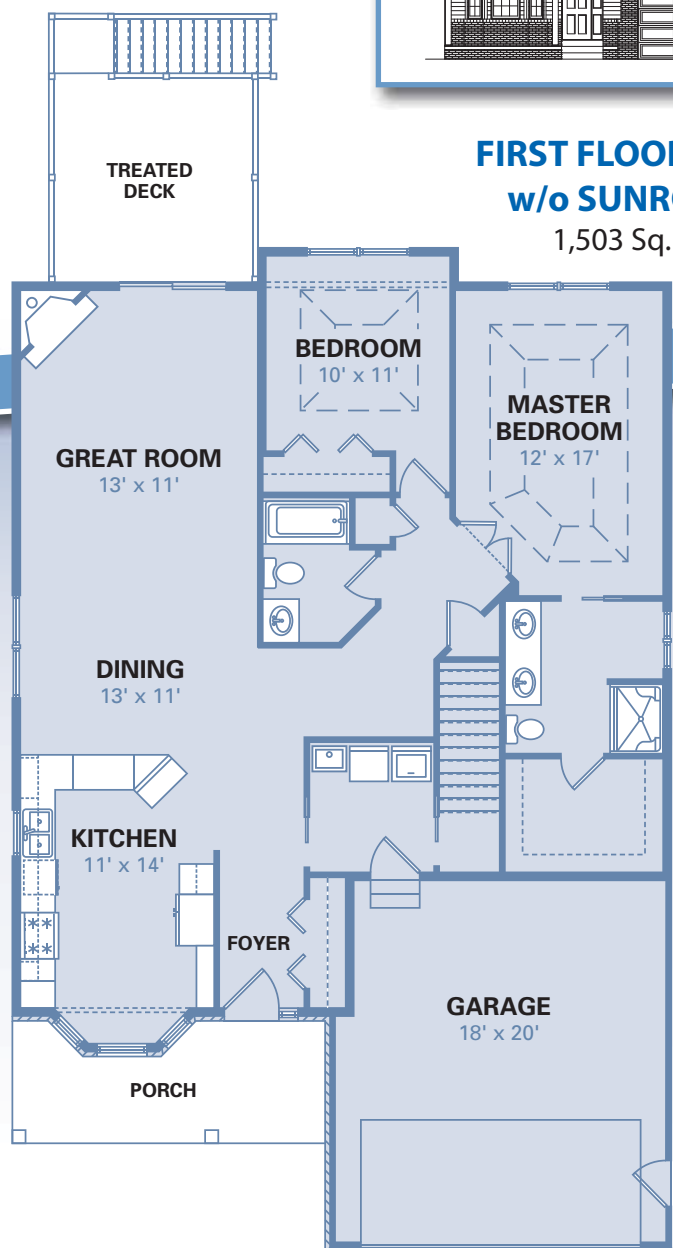 FIRST FLOO
w/o SUNR
1,503 Sq.
TREATED
DECK
BEDROOM
10' x 11'
MASTER
BEDROOM
12' x 17'
GREAT ROOM
13' x 11'
DINING
13' x 11'
KITCHEN
11' x 14'
FOYER
GARAGE
18' x 20'
PORCH